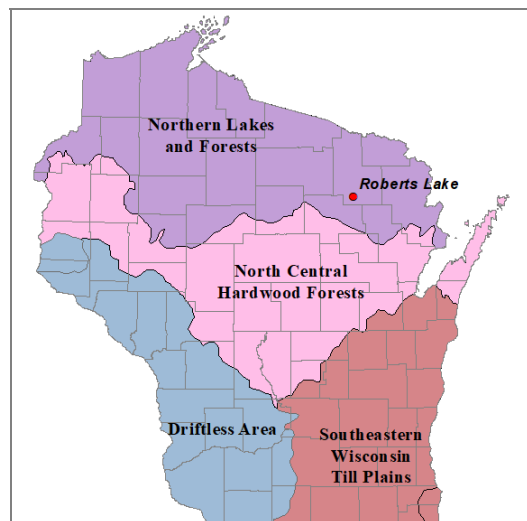 Northern Lakes
and Forests
Roberts Lake
North Central
Hardwood Forests
Driftless Area
Southeastern
Wisconsin
Till Plains